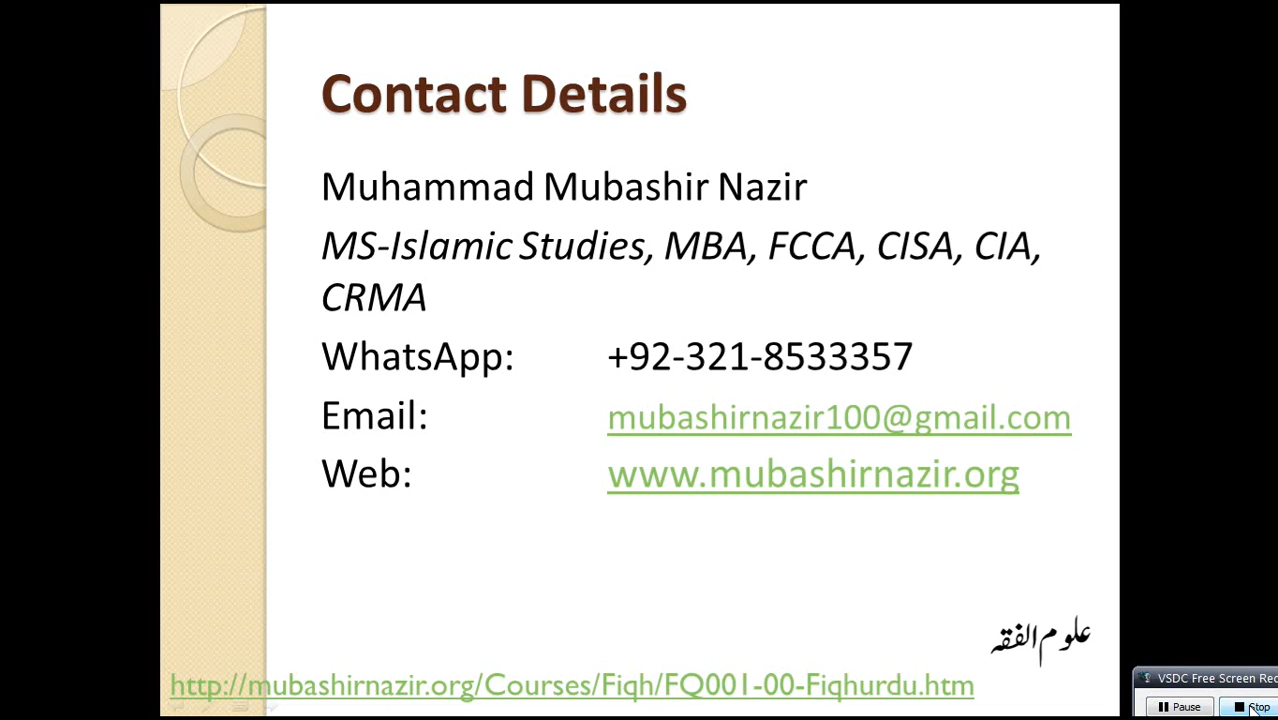 Contact Details
Muhammad Mubashir Nazir
MS-Islamic Studies, MBA, FCCA, CISA, CIA,
CRMA
WhatsApp: +92-321-8533357
Email: mubashirnazir100@gmail.com
Web: www.mubashirnazir.org
علوم الفقہ
http://mubashirnazir.org/Courses/Fiqh/FQ001-00-Fiqhurdu.htm
VSDC Free Screen Rec
Pause Stop